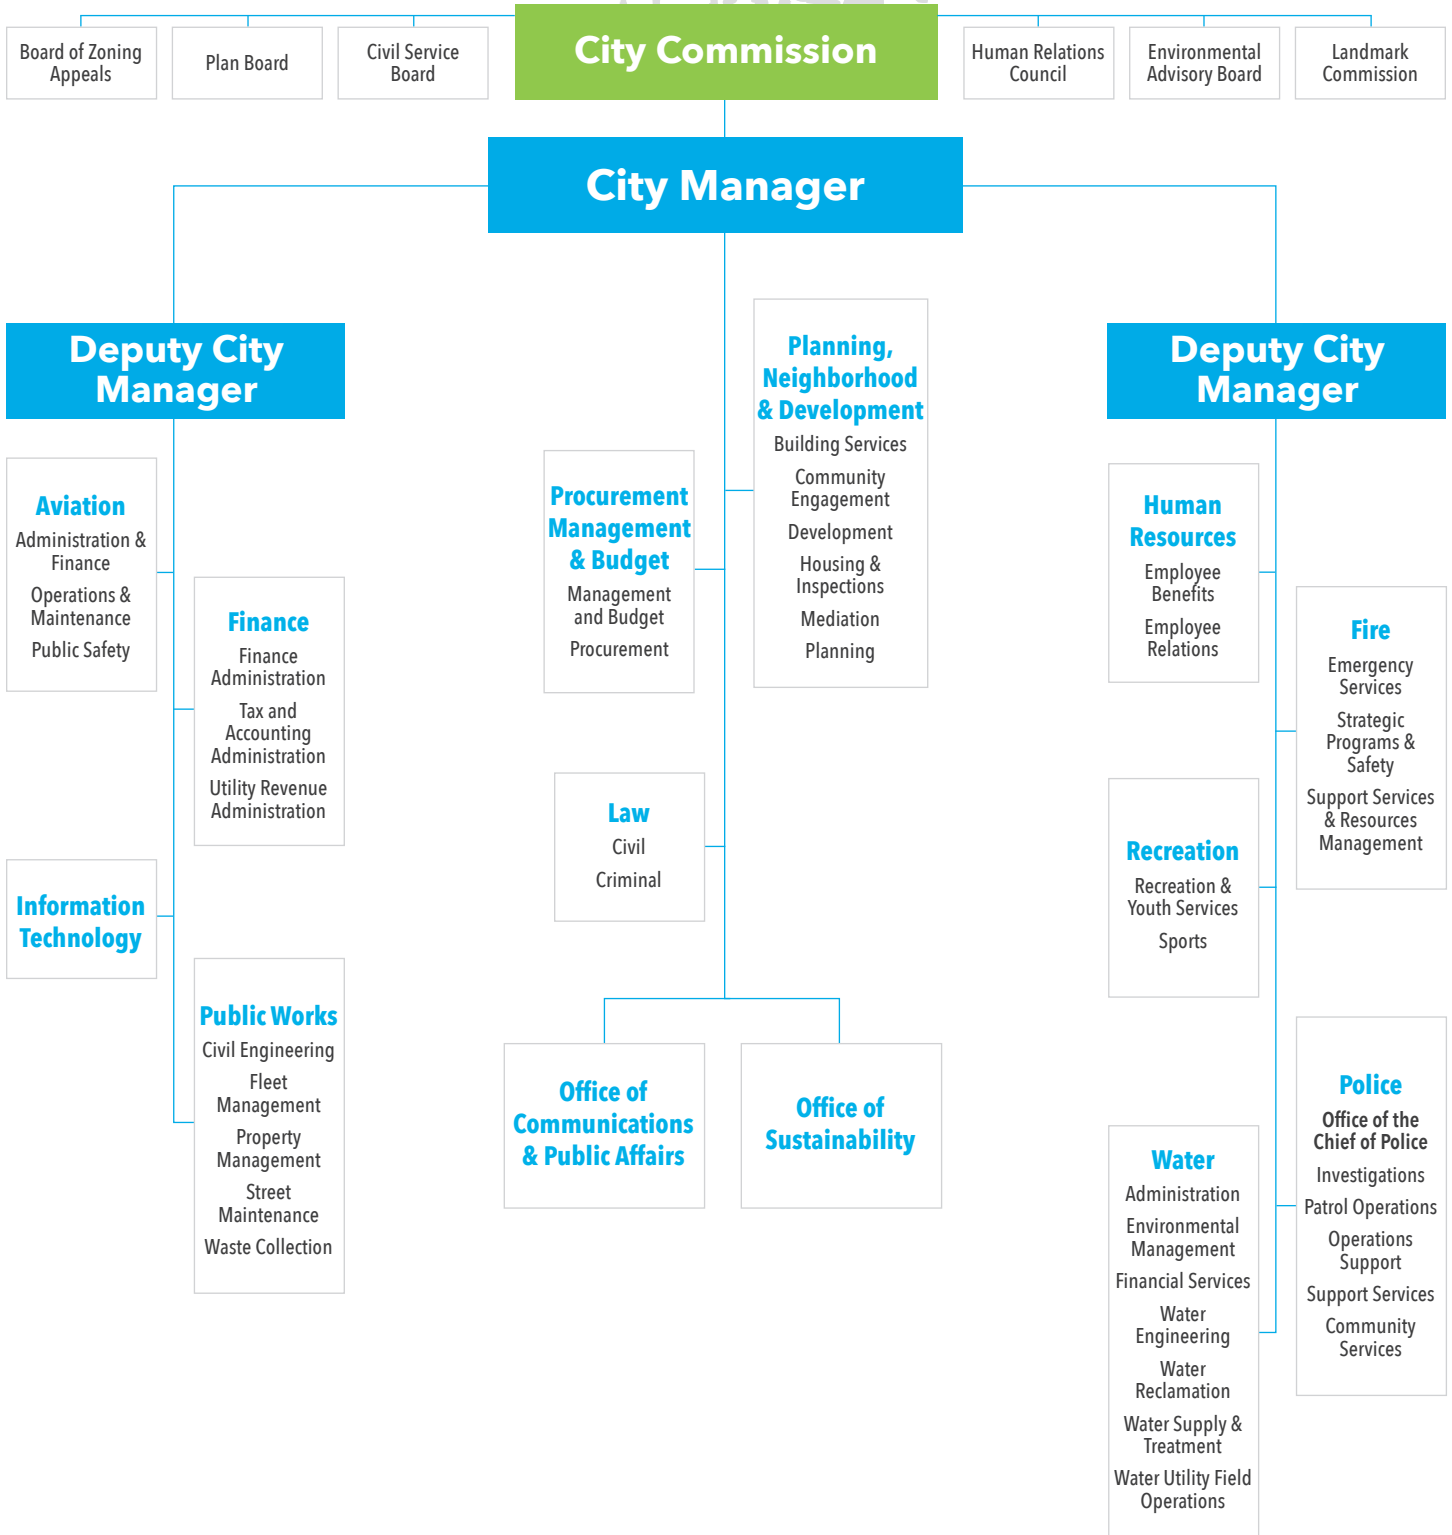 City Commission
Board of Zoning
Appeals
Plan Board
Civil Service
Board
Human Relations
Council
Environmental
Advisory Board
Landmark
Commission
City Manager
Deputy City
Manager
Aviation
Administration &
Finance
Operations &
Maintenance
Public Safety
Finance
Finance
Administration
Tax and
Accounting
Administration
Utility Revenue
Administration
Information
Technology
Public Works
Civil Engineering
Fleet
Management
Property
Management
Street
Maintenance
Waste Collection
Procurement
Management
& Budget
Management
and Budget
Procurement
Planning,
Neighborhood
& Development
Building Services
Community
Engagement
Development
Housing &
Inspections
Mediation
Planning
Law
Civil
Criminal
Office of
Communications
& Public Affairs
Office of
Sustainability
Deputy City
Manager
Human
Resources
Employee
Benefits
Employee
Relations
Fire
Emergency
Services
Strategic
Programs &
Safety
Support Services
& Resources
Management
Recreation
Recreation &
Youth Services
Sports
Police
Office of the
Chief of Police
Investigations
Patrol Operations
Operations
Support
Support Services
Community
Services
Water
Administration
Environmental
Management
Financial Services
Water
Engineering
Water
Reclamation
Water Supply &
Treatment
Water Utility Field
Operations